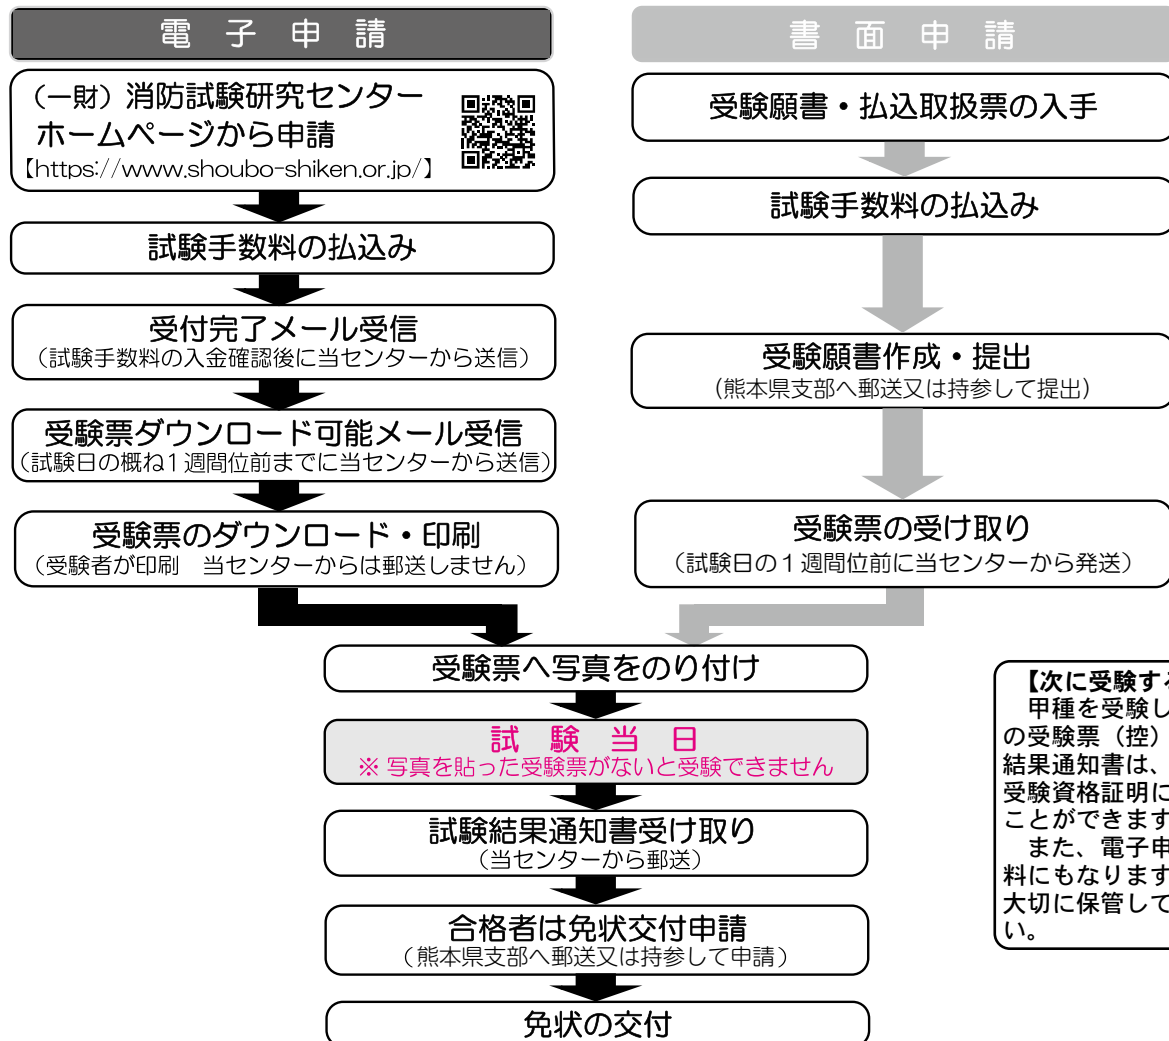 電子申請
（一財）消防試験研究センター
ホームページから申請
【https://www.shoubo-shiken.or.jp/】
試験手数料の払込み
受付完了メール受信
（試験手数料の入金確認後に当センターから送信）
受験票ダウンロード可能メール受信
（試験日の概ね１週間位前までに当センターから送信）
受験票のダウンロード・印刷
（受験者が印刷　当センターからは郵送しません）
書面申請
受験願書・払込取扱票の入手
試験手数料の払込み
受験願書作成・提出
（熊本県支部へ郵送又は持参して提出）
受験票の受け取り
（試験日の１週間位前に当センターから発送）
受験票へ写真をのり付け
試験当日
※ 写真を貼った受験票がないと受験できません
試験結果通知書受け取り
（当センターから郵送）
合格者は免状交付申請
（熊本県支部へ郵送又は持参して申請）
免状の交付
【次に受験す
甲種を受験し
の受験票（控）
結果通知書は、
受験資格証明に
ことができます
また、電子申
料にもなります
大切に保管して
い。